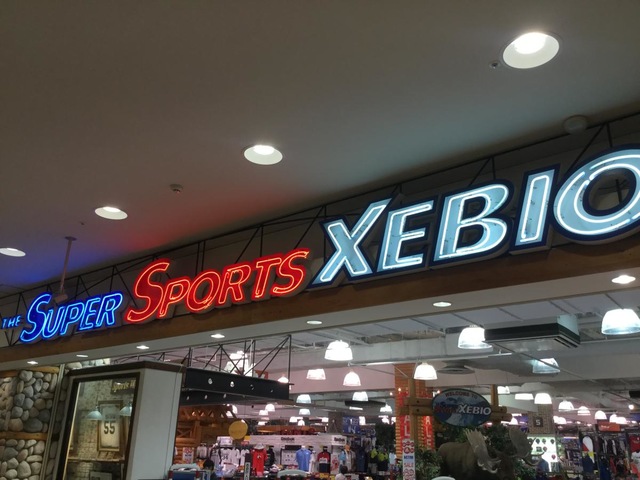 THE SUPER SPORTS XEBIO
XEBIO
55